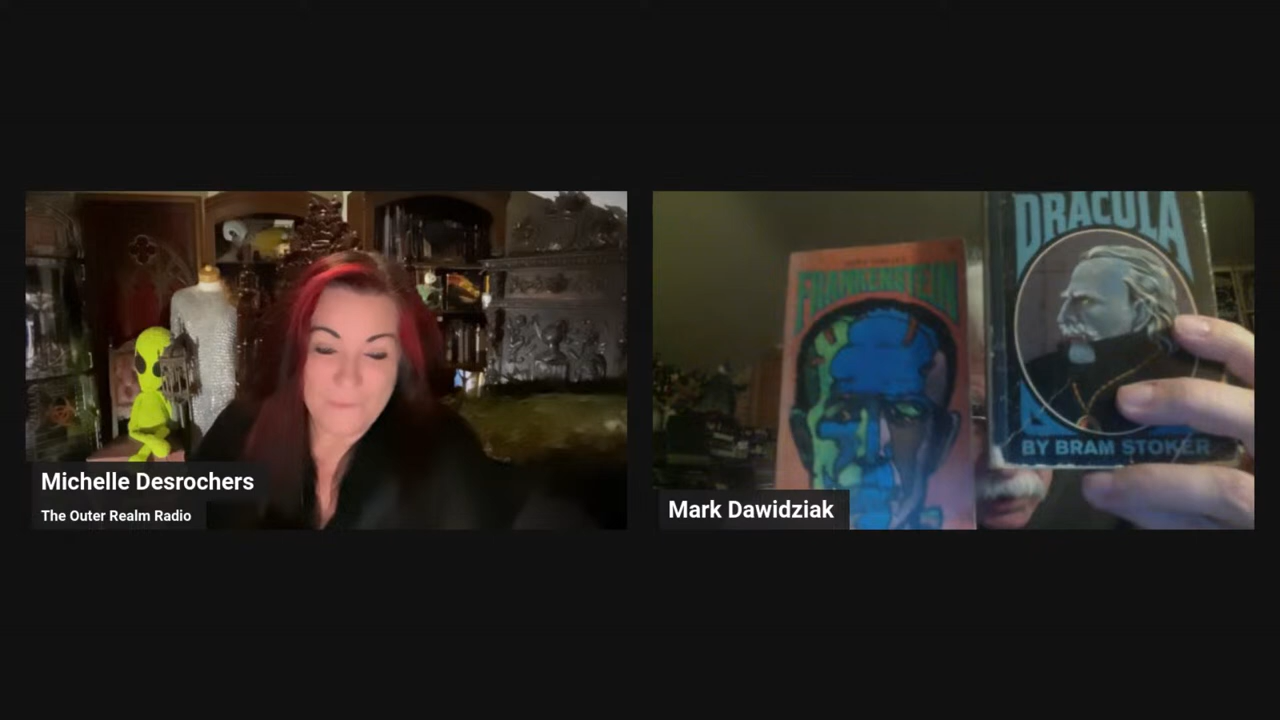 Michelle Desrochers
The Outer Realm Radio
FRANKENSTEIN
DRACULA
BY BRAM STOKER
Mark Dawidziak